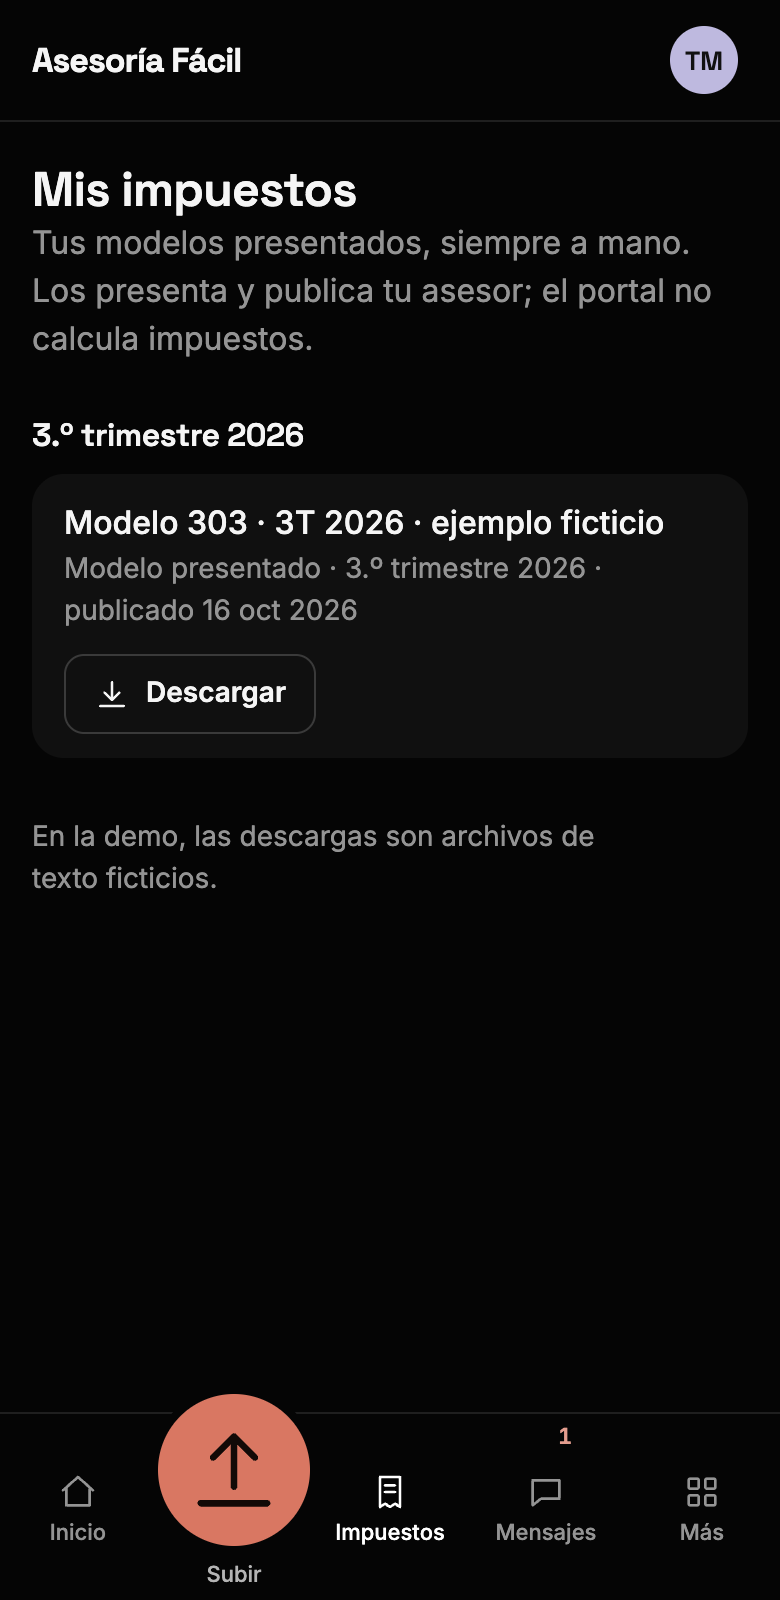 Asesoría Fácil
TM
Mis impuestos
Tus modelos presentados, siempre a mano.
Los presenta y publica tu asesor; el portal no
calcula impuestos.
3.º trimestre 2026
Modelo 303 · 3T 2026 · ejemplo ficticio
Modelo presentado · 3.º trimestre 2026 ·
publicado 16 oct 2026
Descargar
En la demo, las descargas son archivos de
texto ficticios.
1
Inicio
Subir
Impuestos
Mensajes
Más